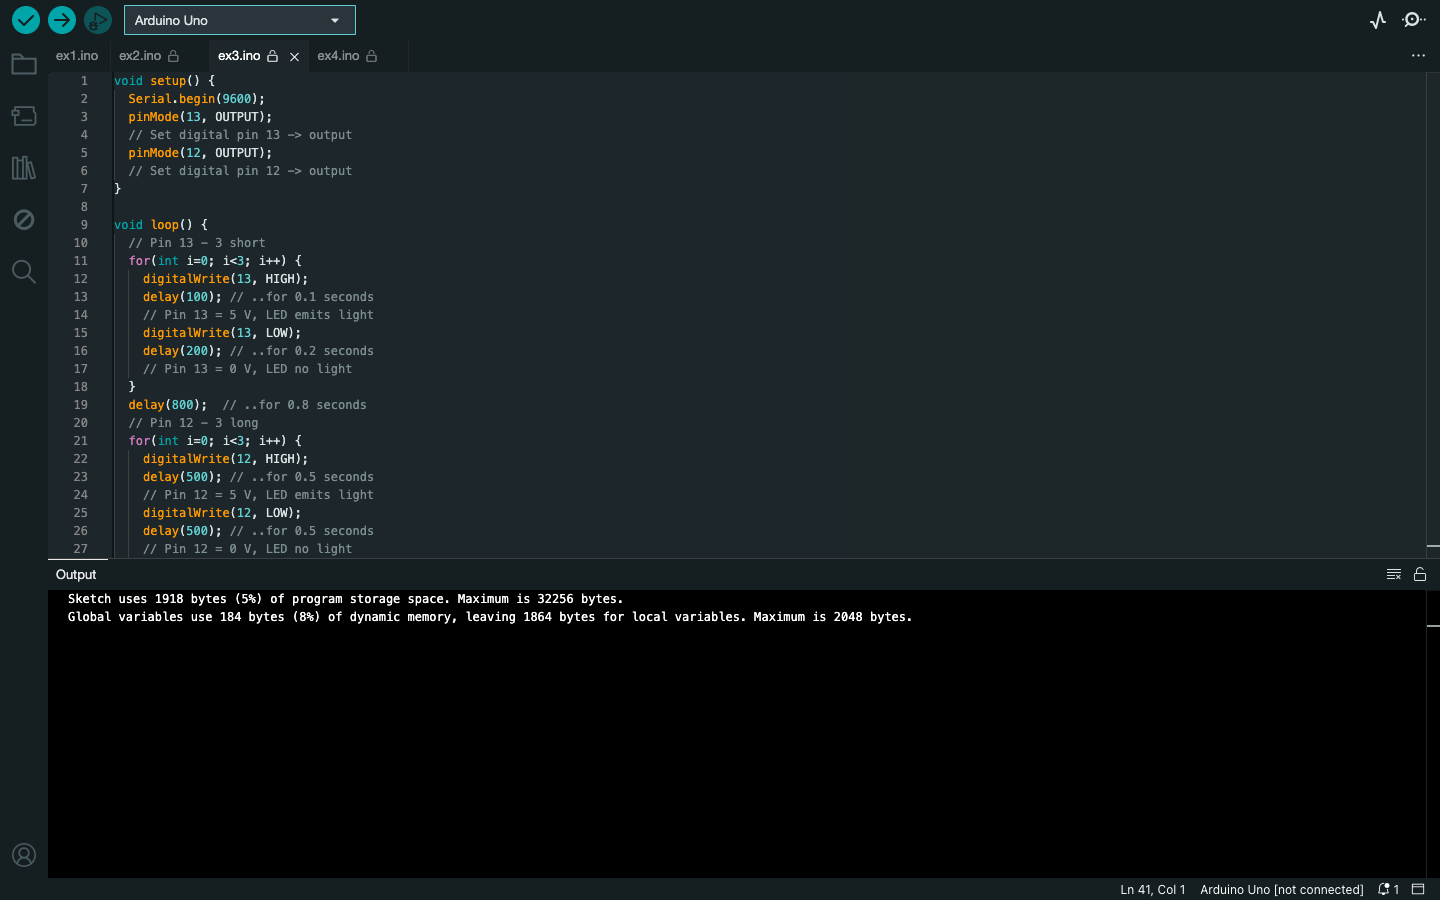 Arduino Uno
ex1.ino ex2.ino ex3.ino ex4.ino
1 void setup() {
2 Serial.begin(9600);
3 pinMode(13, OUTPUT);
4 // Set digital pin 13 -> output
5 pinMode(12, OUTPUT);
6 // Set digital pin 12 -> output
7 }
8
9 void loop() {
10 // Pin 13 - 3 short
11 for(int i=0; i<3; i++) {
12 digitalWrite(13, HIGH);
13 delay(100); // ..for 0.1 seconds
14 // Pin 13 = 5 V, LED emits light
15 digitalWrite(13, LOW);
16 delay(200); // ..for 0.2 seconds
17 // Pin 13 = 0 V, LED no light
18 }
19 delay(800);  // ..for 0.8 seconds
20 // Pin 12 - 3 long
21 for(int i=0; i<3; i++) {
22 digitalWrite(12, HIGH);
23 delay(500); // ..for 0.5 seconds
24 // Pin 12 = 5 V, LED emits light
25 digitalWrite(12, LOW);
26 delay(500); // ..for 0.5 seconds
27 // Pin 12 = 0 V, LED no light
Output
Sketch uses 1918 bytes (5%) of program storage space. Maximum is 32256 bytes.
Global variables use 184 bytes (8%) of dynamic memory, leaving 1864 bytes for local variables. Maximum is 2048 bytes.
Ln 41, Col 1 Arduino Uno [not connected] 1